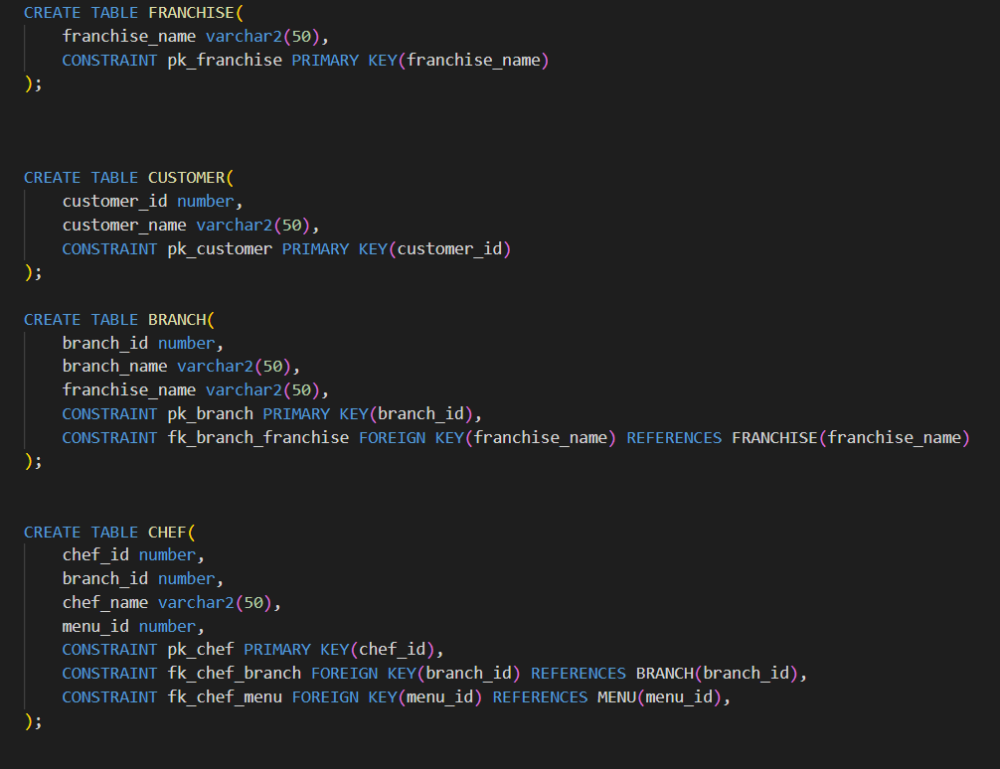 CREATE TABLE FRANCHISE(
    franchise_name varchar2(50),
    CONSTRAINT pk_franchise PRIMARY KEY(franchise_name)
);
CREATE TABLE CUSTOMER(
    customer_id number,
    customer_name varchar2(50),
    CONSTRAINT pk_customer PRIMARY KEY(customer_id)
);
CREATE TABLE BRANCH(
    branch_id number,
    branch_name varchar2(50),
    franchise_name varchar2(50),
    CONSTRAINT pk_branch PRIMARY KEY(branch_id),
    CONSTRAINT fk_branch_franchise FOREIGN KEY(franchise_name) REFERENCES FRANCHISE(franchise_name)
);
CREATE TABLE CHEF(
    chef_id number,
    branch_id number,
    chef_name varchar2(50),
    menu_id number,
    CONSTRAINT pk_chef PRIMARY KEY(chef_id),
    CONSTRAINT fk_chef_branch FOREIGN KEY(branch_id) REFERENCES BRANCH(branch_id),
    CONSTRAINT fk_chef_menu FOREIGN KEY(menu_id) REFERENCES MENU(menu_id),
);